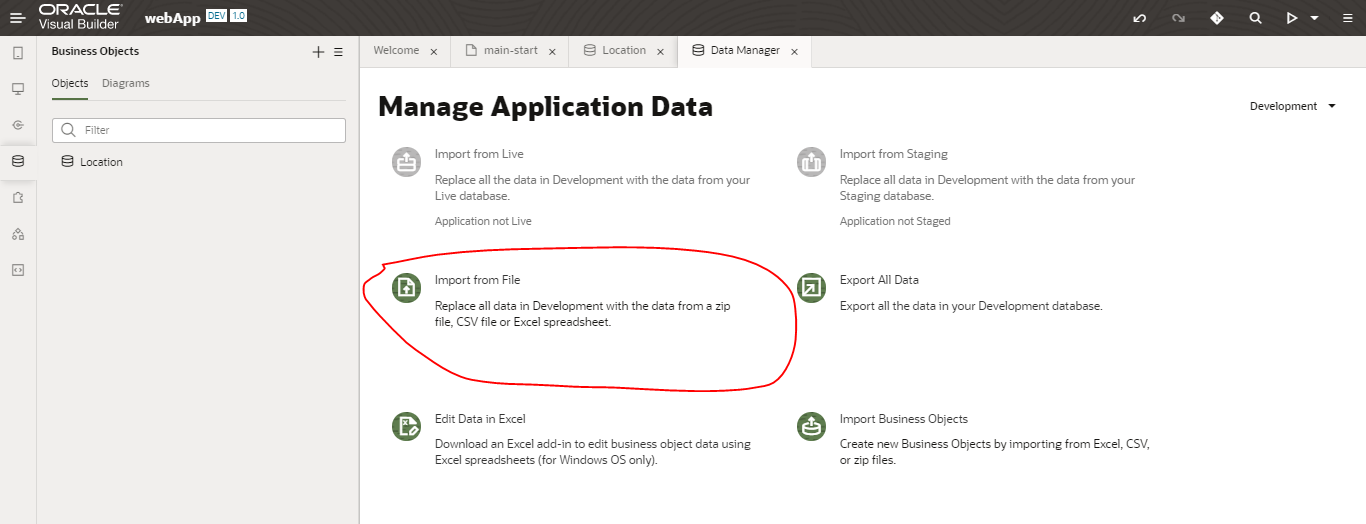 ORACLE
Visual Builder
webApp DEV 1.0
Business Objects
Objects Diagrams
Filter
Location
Welcome main-start Location Data Manager
Manage Application Data
Development
Import from Live
Replace all the data in Development with the data from your
Live database.
Application not Live
Import from Staging
Replace all data in Development with the data from your
Staging database.
Application not Staged
Import from File
Replace all data in Development with the data from a zip
file, CSV file or Excel spreadsheet.
Export All Data
Export all the data in your Development database.
Edit Data in Excel
Download an Excel add-in to edit business object data using
Excel spreadsheets (for Windows OS only).
Import Business Objects
Create new Business Objects by importing from Excel, CSV,
or zip files.